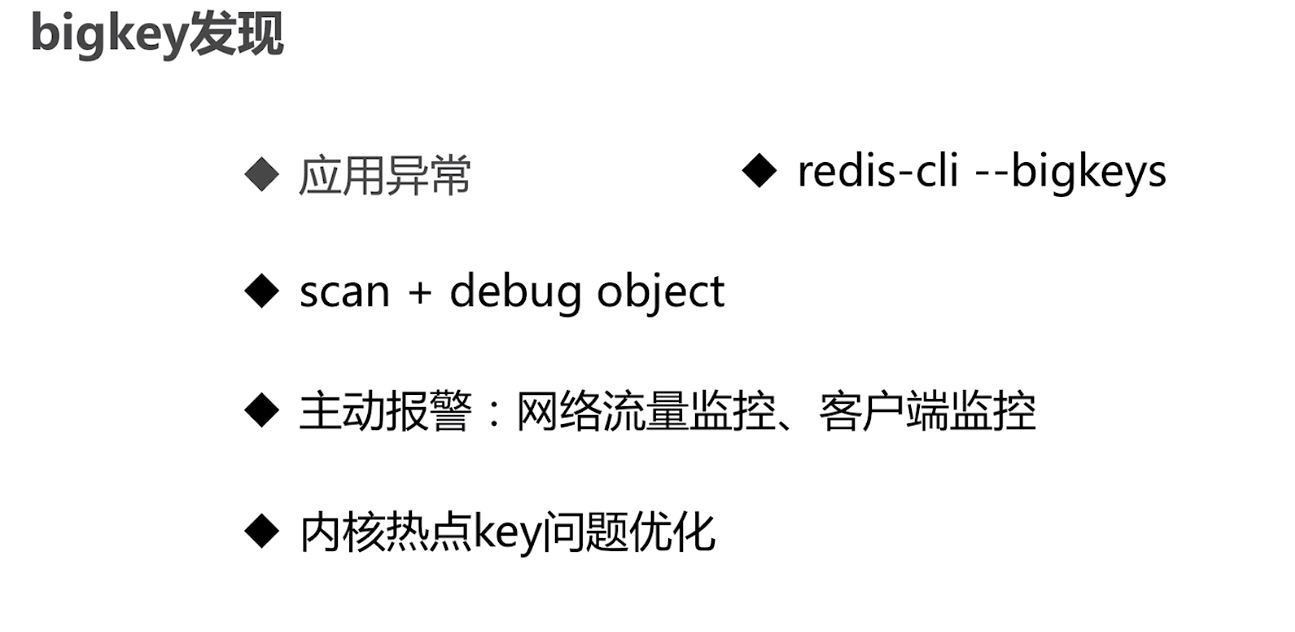 bigkey发现
◆ 应用异常
◆ redis-cli --bigkeys
◆ scan + debug object
◆ 主动报警：网络流量监控、客户端监控
◆ 内核热点key问题优化